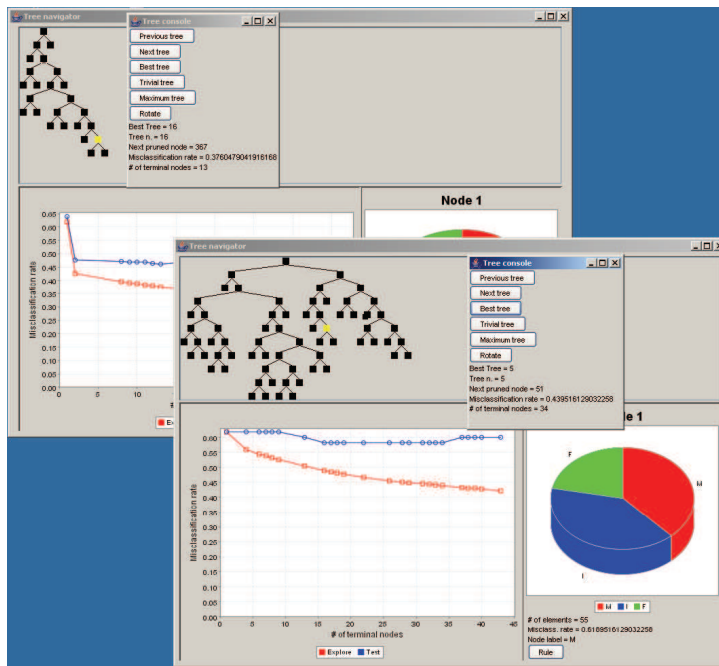 Tree navigator
Tree console
Previous tree
Next tree
Best tree
Trivial tree
Maximum tree
Rotate
Best Tree = 16
Tree n. = 16
Next pruned node = 367
Misclassification rate = 0.3760479041916168
# of terminal nodes = 13
Node 1
0.65
0.60
0.55
0.50
0.45
0.40
0.35
0.30
0.25
0.20
0.15
0.10
0.05
0.00
Misclassification rate
0
5
10
#
Tree navigator
Tree console
Previous tree
Next tree
Best tree
Trivial tree
Maximum tree
Rotate
Best Tree = 5
Tree n. = 5
Next pruned node = 51
Misclassification rate = 0.439516129032258
# of terminal nodes = 34
le 1
0.60
0.55
0.50
0.45
0.40
0.35
0.30
0.25
0.20
0.15
0.10
0.05
0.00
Misclassification rate
0 5 10 15 20 25 30 35 40 45
# of terminal nodes
Explore Test
F
M
I
M I F
# of elements = 55
Misclass. rate = 0.6169516129032258
Node label = M
Rule